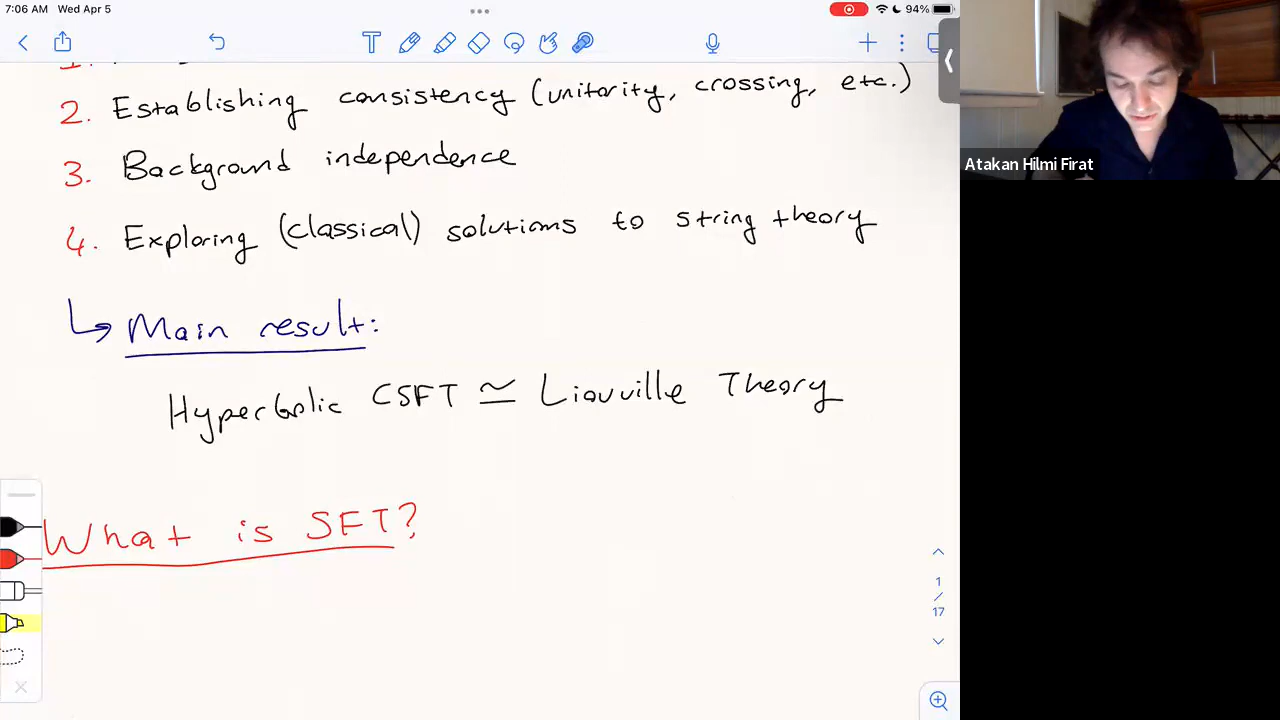 7:06 AM Wed Apr 5
94%
1.
2. Establishing consistency (unitarity, crossing, etc.)
3. Background independence
4. Exploring (classical) solutions to string theory
Main result:
Hyperbolic CSFT ≅ Liouville Theory
What is SFT?
1
/
17
Atakan Hilmi Firat